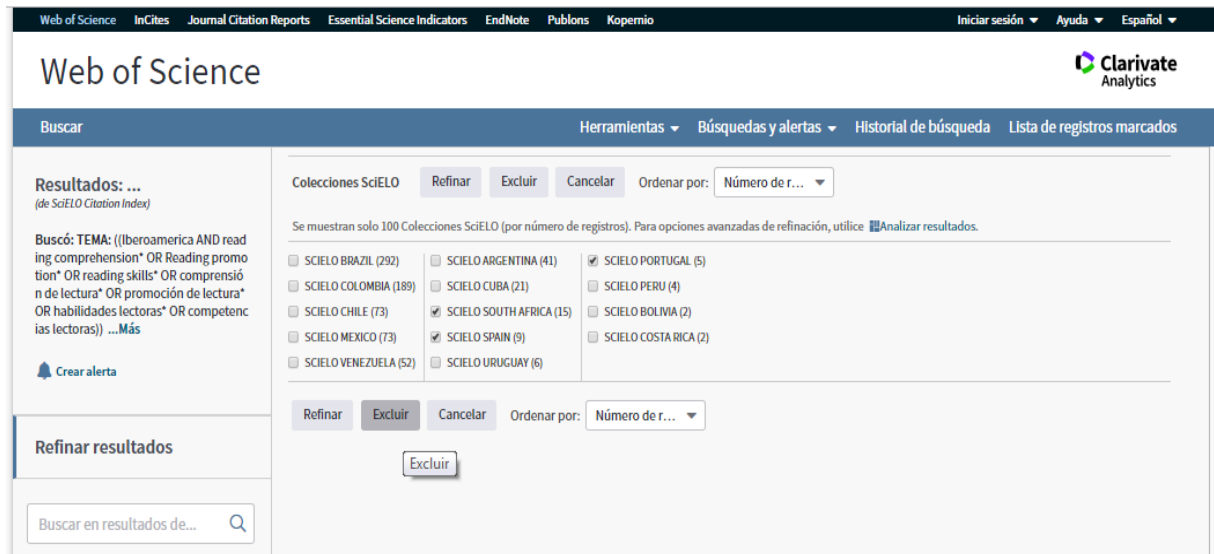 Web of Science InCites Journal Citation Reports Essential Science Indicators EndNote Publons Kopernio Iniciar sesión Ayuda Español
Web of Science
Clarivate
Analytics
Buscar Herramientas Búsquedas y alertas Historial de búsqueda Lista de registros marcados
Resultados: ...
(de SciELO Citation Index)
Buscó: TEMA: ((Iberoamerica AND read
ing comprehension* OR Reading promo
tion* OR reading skills* OR comprensió
n de lectura* OR promoción de lectura*
OR habilidades lectoras* OR competenc
ias lectoras)) ...Más
Crear alerta
Refinar resultados
Buscar en resultados de...
Colecciones SciELO Refinar Excluir Cancelar Ordenar por: Número de r...
Se muestran solo 100 Colecciones SciELO (por número de registros). Para opciones avanzadas de refinación, utilice Analizar resultados.
SCIELO BRAZIL (292) SCIELO ARGENTINA (41) SCIELO PORTUGAL (5)
SCIELO COLOMBIA (189) SCIELO CUBA (21) SCIELO PERU (4)
SCIELO CHILE (73) SCIELO SOUTH AFRICA (15) SCIELO BOLIVIA (2)
SCIELO MEXICO (73) SCIELO SPAIN (9) SCIELO COSTA RICA (2)
SCIELO VENEZUELA (52) SCIELO URUGUAY (6)
Refinar Excluir Cancelar Ordenar por: Número de r...
Excluir